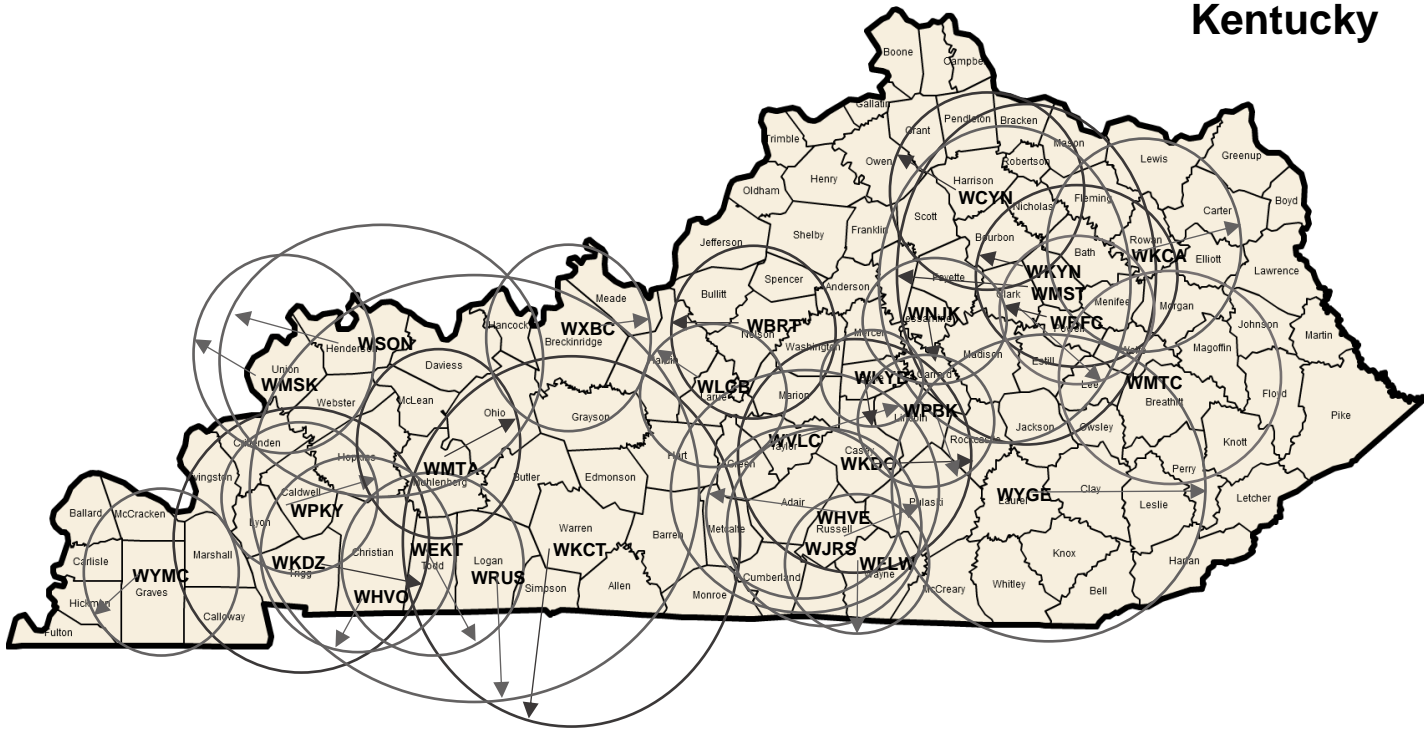 Kentucky
Boone
Campbell
Gallatin
Grant
Pendleton
Bracken
Trimble
Mason
Owen
Robertson
Lewis
Greenup
Henry
Harrison
Oldham
WCYN
Nicholas
Fleming
Boyd
Scott
Carter
Shelby
Franklin
Jefferson
Bourbon
Rowan
Bath
WKCA
Elliott
Lawrence
WKYN
Fayette
Spencer
Anderson
Bullitt
Clark
WMST
Menifee
Morgan
Meade
WNJK
WBRT
WXBC
Hancock
Nelson
Mercer
WDFC
Powell
Johnson
Martin
Breckinridge
Washington
Henderson
WSON
Madison
Estill
Magoffin
Daviess
Union
WMSK
WKYB
Garrard
Lee
WMTC
WLCB
Larue
Marion
Floyd
Breathitt
Webster
McLean
Ohio
Grayson
WPBK
Lincoln
Pike
Jackson
Owsley
Knott
WVLC
Taylor
Rockcastle
Crittenden
Hopkins
Hart
Green
Casey
WKDO
Perry
Livingston
WMTA
Muhlenberg
Butler
Edmonson
Caldwell
WYGE
Laurel
Clay
Letcher
Leslie
Ballard
McCracken
WPKY
Adair
Pulaski
Lyon
WHVE
Russell
Warren
Barren
Metcalfe
Marshall
Christian
WEKT
Todd
WKCT
WJRS
Knox
Carlisle
WKDZ
Trigg
Logan
WRUS
WFLW
Wayne
Harlan
WYMC
Graves
Cumberland
Simpson
Allen
Whitley
Bell
McCreary
Hickman
WHVO
Monroe
Calloway
Fulton